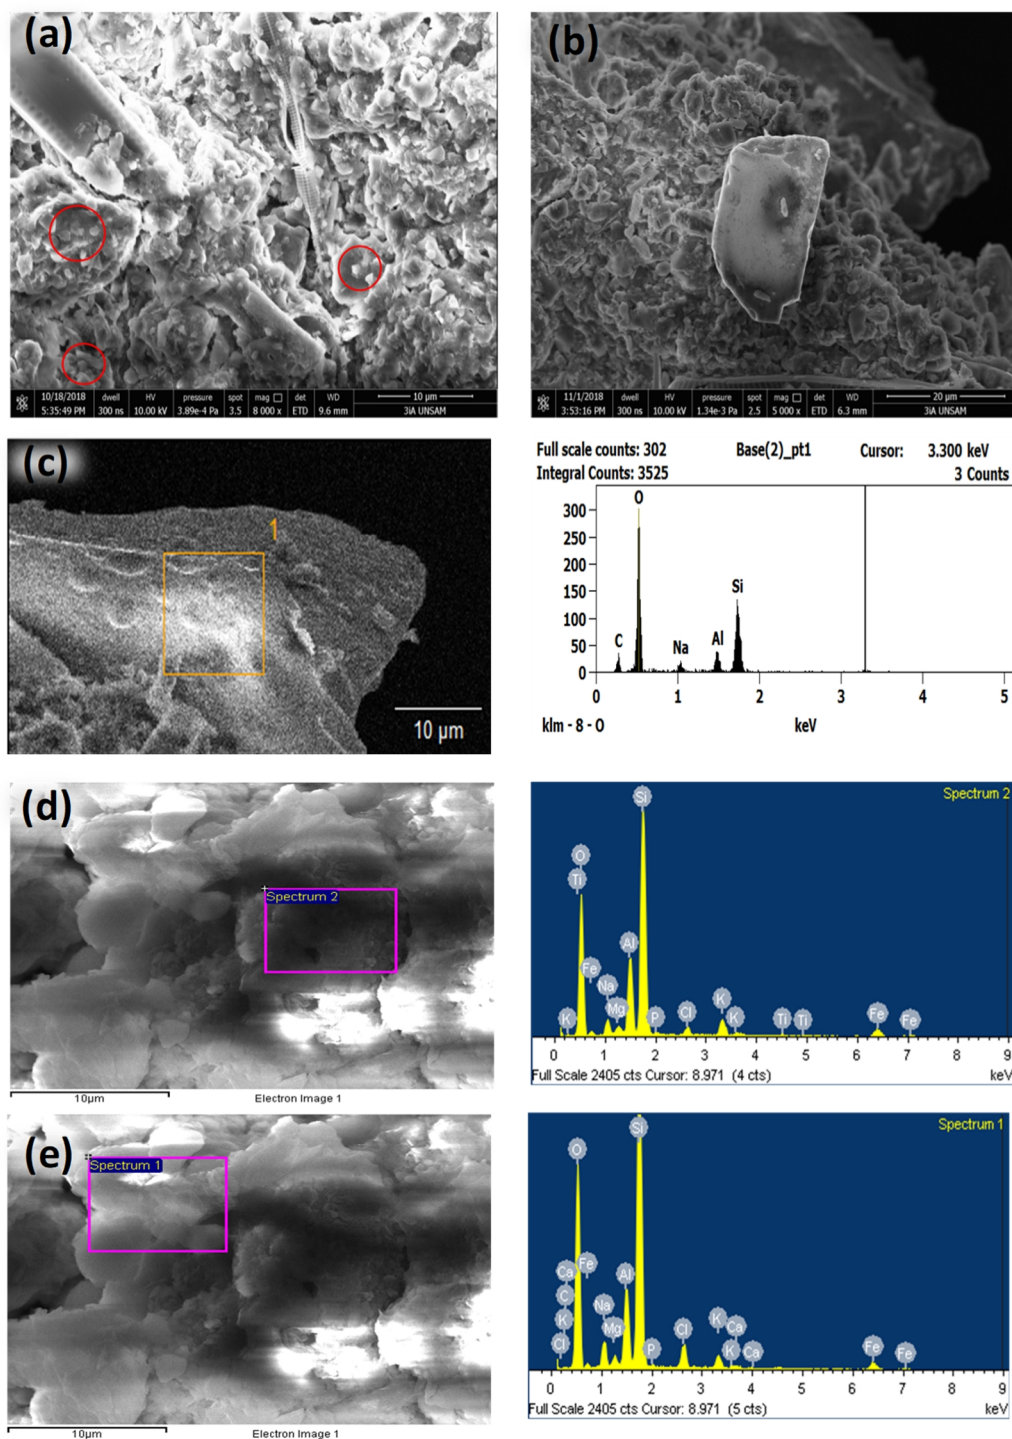 (a)
10/18/2018 dwell HV pressure spot mag □ det WD 10 µm
5:35:49 PM 300 ns 10.00 kV 3.89e-4 Pa 3.5 8 000 x ETD 9.6 mm 3iA UNSAM
(b)
11/1/2018 dwell HV pressure spot mag □ det WD 20 µm
3:53:16 PM 300 ns 10.00 kV 1.34e-3 Pa 2.5 5 000 x ETD 6.3 mm 3iA UNSAM
(c)
1
10 µm
Full scale counts: 302 Base(2)_pt1 Cursor: 3.300 keV
Integral Counts: 3525 3 Counts
300
250
200
150
100
50
0
O
Si
C
Na
Al
0 1 2 3 4 5
klm - 8 - O keV
(d)
Spectrum 2
10µm Electron Image 1
Spectrum 2
Si
O
Ti
Al
Fe
Na
K
Mg
P
Cl
K
K
Ti
Ti
Fe
Fe
0 1 2 3 4 5 6 7 8 9
Full Scale 2405 cts Cursor: 8.971 (4 cts) keV
(e)
Spectrum 1
10µm Electron Image 1
Spectrum 1
Si
O
Ca
Fe
C
K
Cl
Na
Mg
Al
P
Cl
K
Ca
K
Ca
Fe
Fe
0 1 2 3 4 5 6 7 8 9
Full Scale 2405 cts Cursor: 8.971 (5 cts) keV